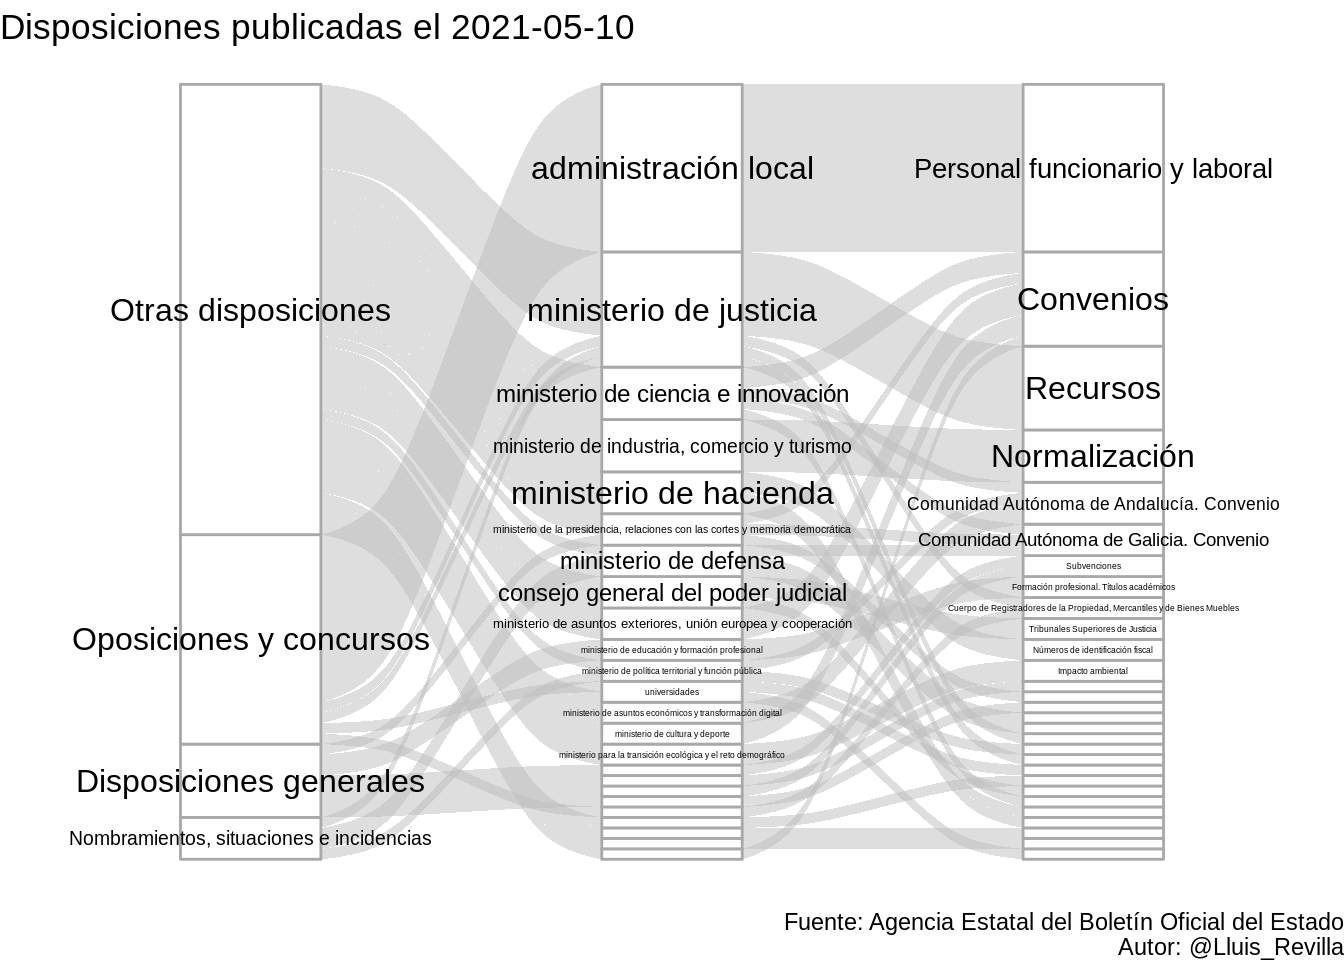 Disposiciones publicadas el 2021-05-10
Otras disposiciones
Oposiciones y concursos
Disposiciones generales
Nombramientos, situaciones e incidencias
administración local
ministerio de justicia
ministerio de ciencia e innovación
ministerio de industria, comercio y turismo
ministerio de hacienda
ministerio de la presidencia, relaciones con las cortes y memoria democrática
ministerio de defensa
consejo general del poder judicial
ministerio de asuntos exteriores, unión europea y cooperación
ministerio de educación y formación profesional
ministerio de política territorial y función pública
universidades
ministerio de asuntos económicos y transformación digital
ministerio de cultura y deporte
ministerio para la transición ecológica y el reto demográfico
Personal funcionario y laboral
Convenios
Recursos
Normalización
Comunidad Autónoma de Andalucía. Convenio
Comunidad Autónoma de Galicia. Convenio
Subvenciones
Formación profesional. Títulos académicos
Cuerpo de Registradores de la Propiedad, Mercantiles y de Bienes Muebles
Tribunales Superiores de Justicia
Números de identificación fiscal
Impacto ambiental
Fuente: Agencia Estatal del Boletín Oficial del Estado
Autor: @Lluis_Revilla